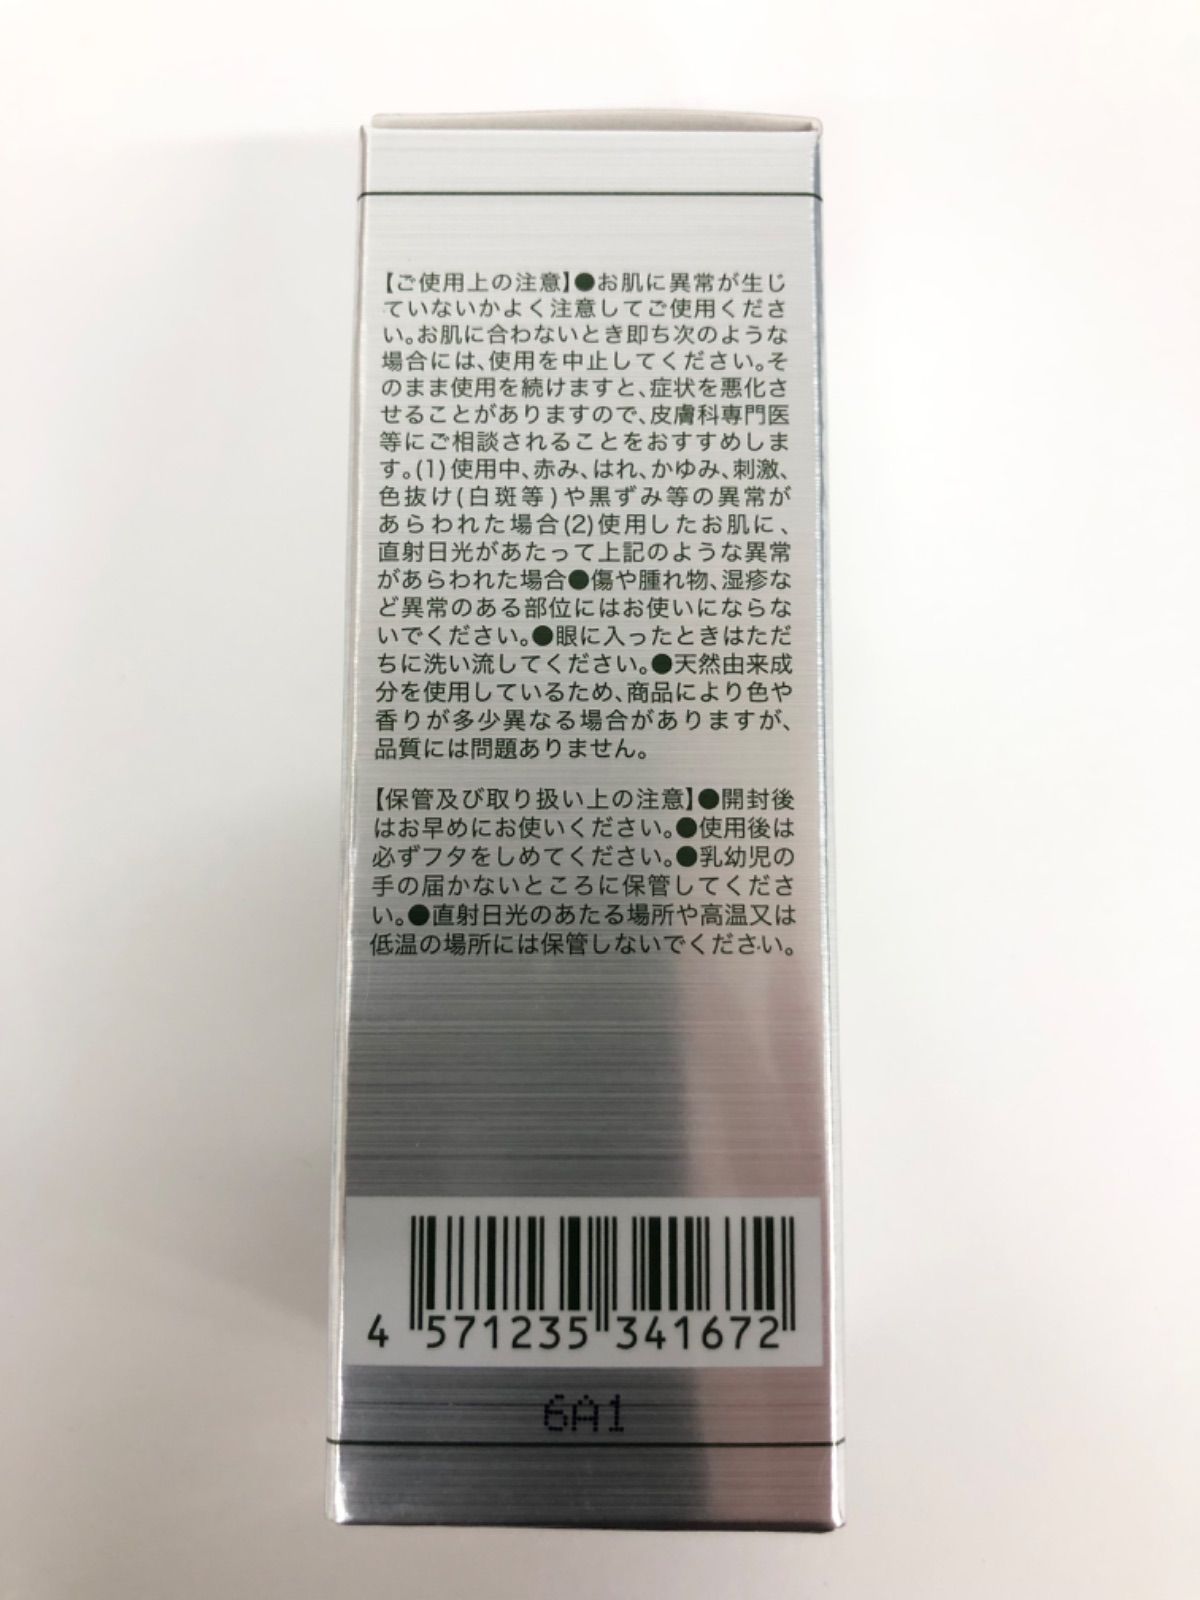 【ご使用上の注意】●お肌に異常が生じ
ていないかよく注意してご使用くださ
い。お肌に合わないとき即ち次のような
場合には、使用を中止してください。そ
のまま使用を続けますと、症状を悪化さ
せることがありますので、皮膚科専門医
等にご相談されることをおすすめしま
す。(1)使用中、赤み、はれ、かゆみ、刺激、
色抜け(白斑等)や黒ずみ等の異常が
あらわれた場合(2)使用したお肌に、
直射日光があたって上記のような異常
があらわれた場合●傷や腫れ物、湿疹な
ど異常のある部位にはお使いにならな
いでください。●眼に入ったときはただ
ちに洗い流してください。●天然由来成
分を使用しているため、商品により色や
香りが多少異なる場合がありますが、
品質には問題ありません。
【保管及び取り扱い上の注意】●開封後
はお早めにお使いください。●使用後は
必ずフタをしめてください。●乳幼児の
手の届かないところに保管してくださ
い。●直射日光のあたる場所や高温又は
低温の場所には保管しないでください。
4 571235 341672
6A1